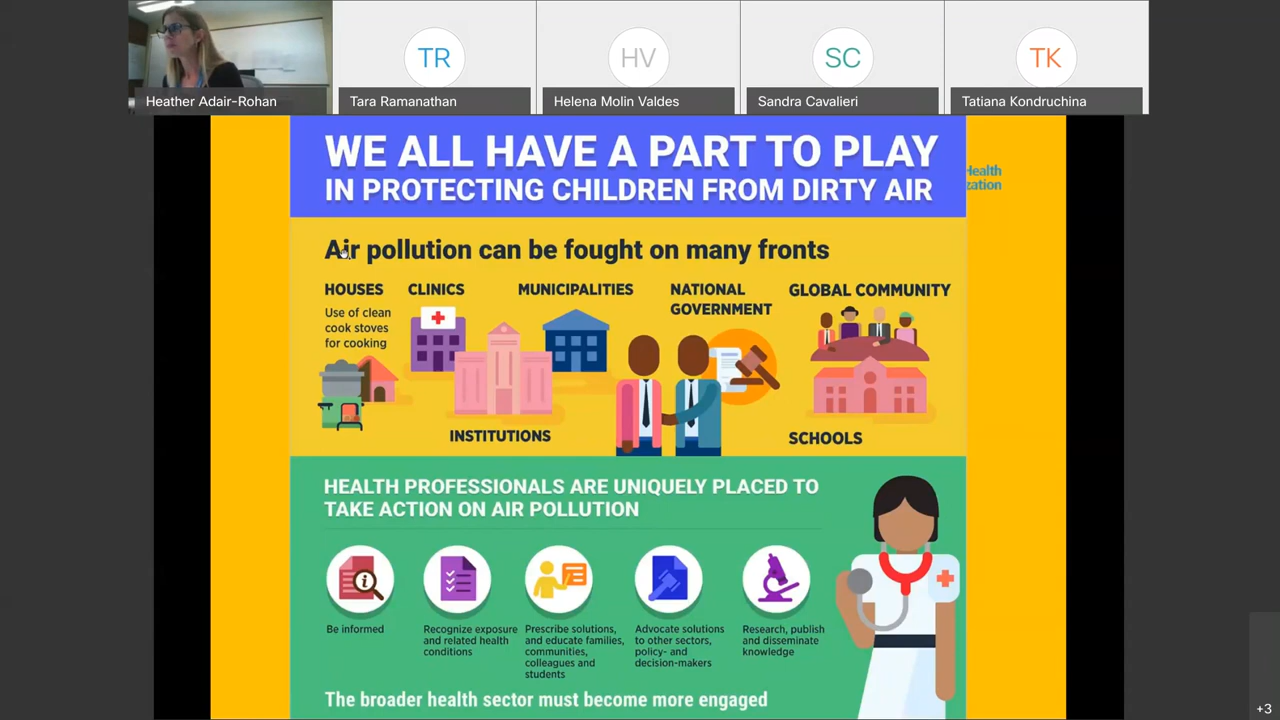 TR
HV
SC
TK
Heather Adair-Rohan
Tara Ramanathan
Helena Molin Valdes
Sandra Cavalieri
Tatiana Kondruchina
WE ALL HAVE A PART TO PLAY
IN PROTECTING CHILDREN FROM DIRTY AIR
Health
zation
Air pollution can be fought on many fronts
HOUSES
Use of clean
cook stoves
for cooking
CLINICS
MUNICIPALITIES
NATIONAL
GOVERNMENT
GLOBAL COMMUNITY
INSTITUTIONS
SCHOOLS
HEALTH PROFESSIONALS ARE UNIQUELY PLACED TO
TAKE ACTION ON AIR POLLUTION
Be informed
Recognize exposure
and related health
conditions
Prescribe solutions,
and educate families,
communities,
colleagues and
students
Advocate solutions
to other sectors,
policy- and
decision-makers
Research, publish
and disseminate
knowledge
The broader health sector must become more engaged
+3